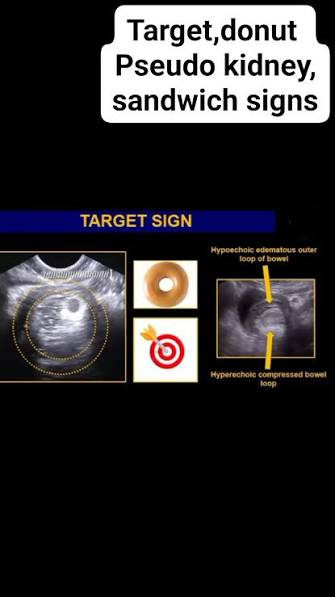 Target,donut
Pseudo kidney,
sandwich signs
TARGET SIGN
Hypoechoic edematous outer
loop of bowel
Hyperechoic compressed bowel
loop